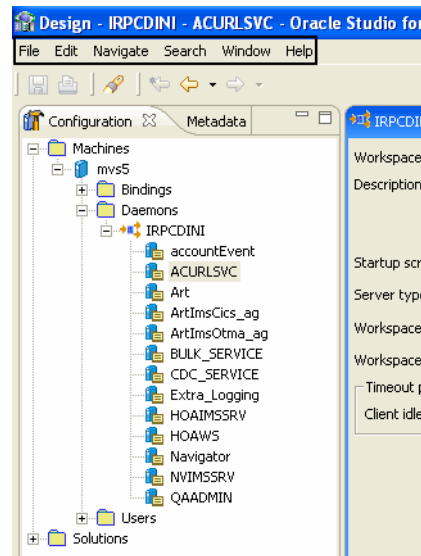 Design - IRPCDINI - ACURLSVC - Oracle Studio for
File Edit Navigate Search Window Help
Configuration Metadata
IRPCDI
Machines
mvs5
Bindings
Daemons
IRPCDINI
accountEvent
ACURLSVC
Art
ArtImsCics_ag
ArtImsOtma_ag
BULK_SERVICE
CDC_SERVICE
Extra_Logging
HOAIMSSRV
HOAWS
Navigator
NVIMSSRV
QAADMIN
Users
Solutions
Workspace
Description
Startup scr
Server type
Workspace
Workspace
Timeout p
Client idle